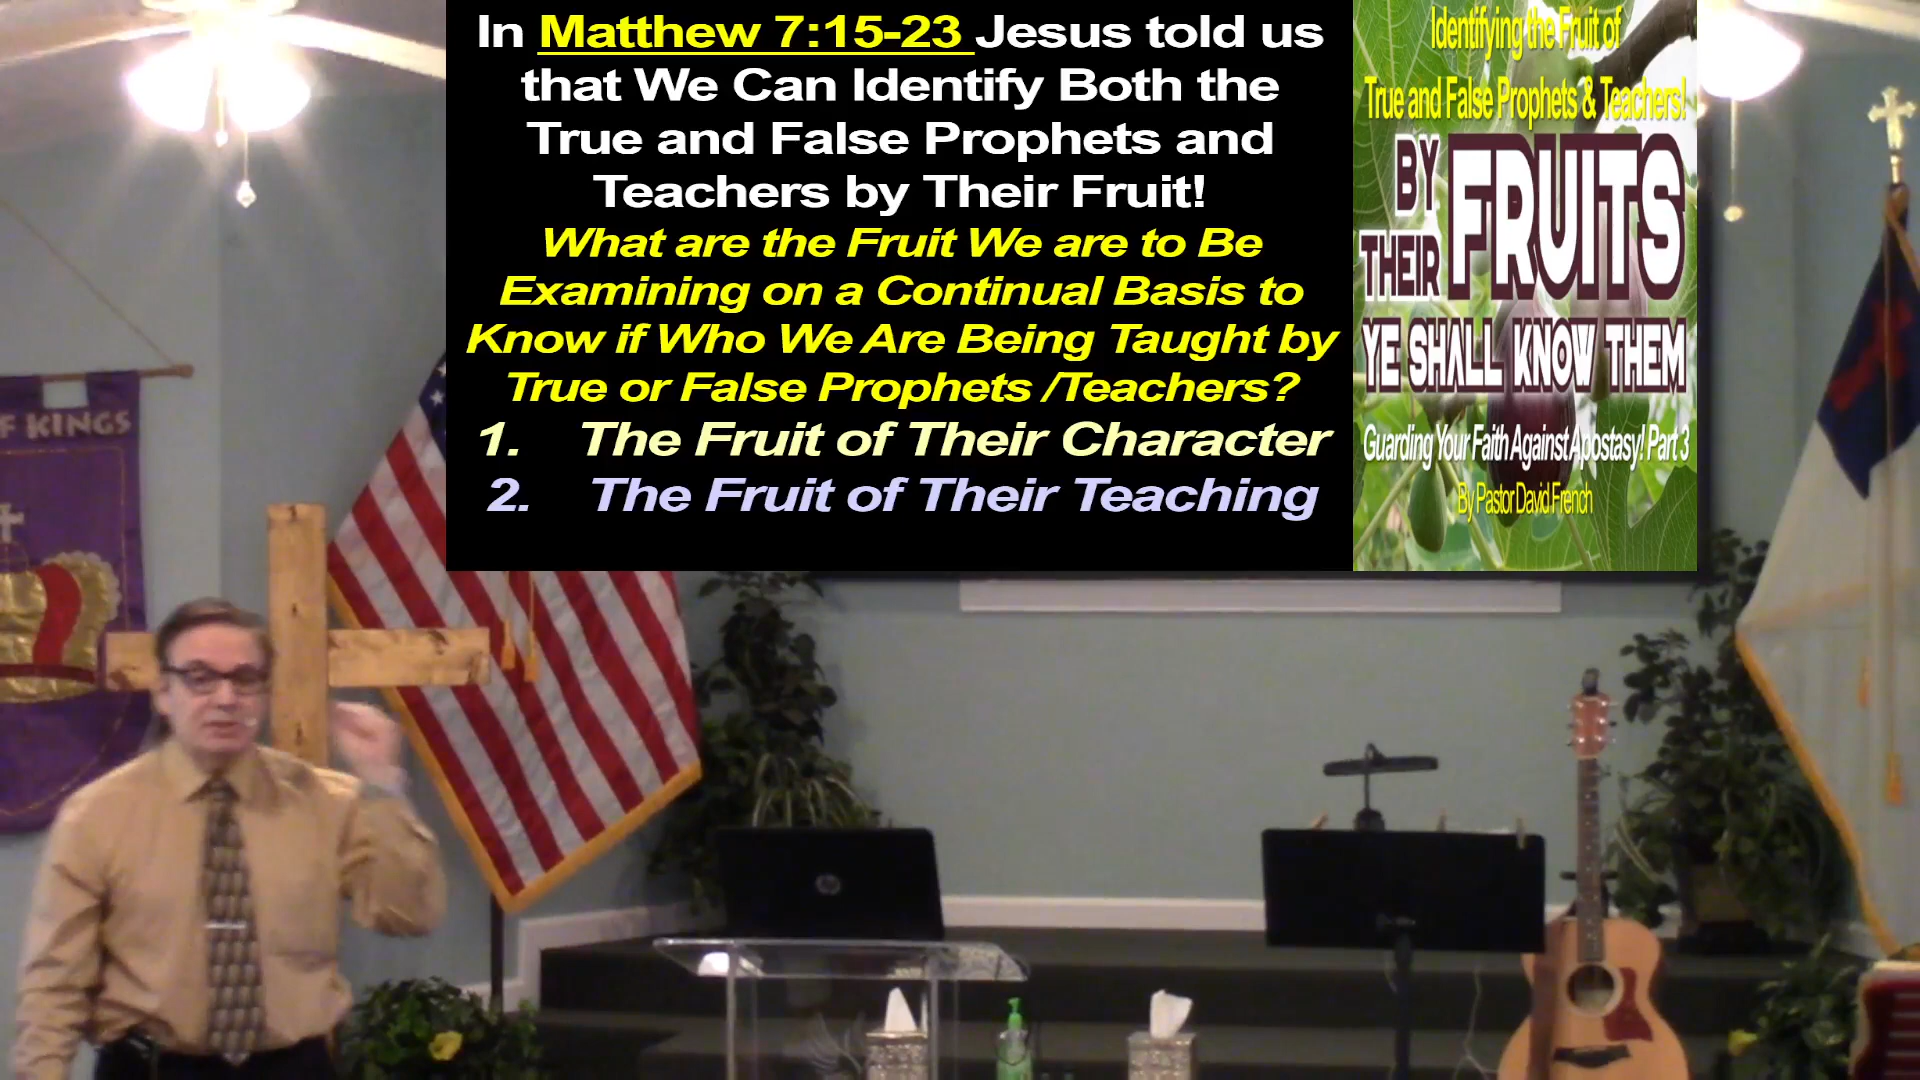 In Matthew 7:15-23 Jesus told us
that We Can Identify Both the
True and False Prophets and
Teachers by Their Fruit!
What are the Fruit We are to Be
Examining on a Continual Basis to
Know if Who We Are Being Taught by
True or False Prophets /Teachers?
1. The Fruit of Their Character
2. The Fruit of Their Teaching
Identifying the Fruit of
True and False Prophets & Teachers!
BY
THEIR
FRUITS
YE SHALL KNOW THEM
Guarding Your Faith Against Apostasy! Part 3
By Pastor David French
F KINGS
hp